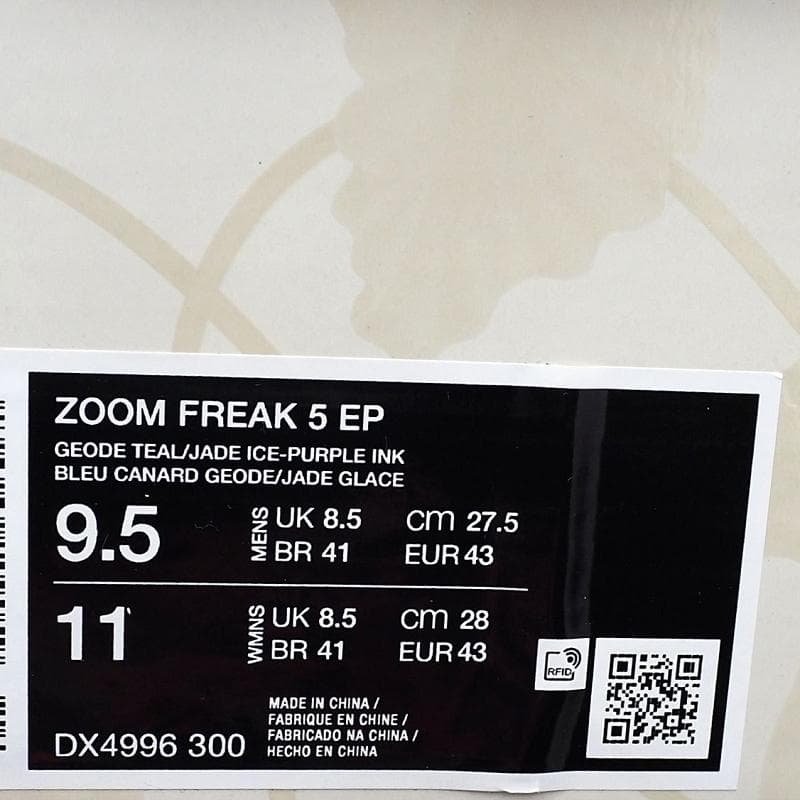 ZOOM FREAK 5 EP
GEODE TEAL/JADE ICE-PURPLE INK
BLEU CANARD GEODE/JADE GLACE
9.5 MENS UK 8.5 cm 27.5
BR 41 EUR 43
11 WMNS UK 8.5 cm 28
BR 41 EUR 43
RFID
MADE IN CHINA /
FABRIQUE EN CHINE /
FABRICADO NA CHINA /
DX4996 300 HECHO EN CHINA